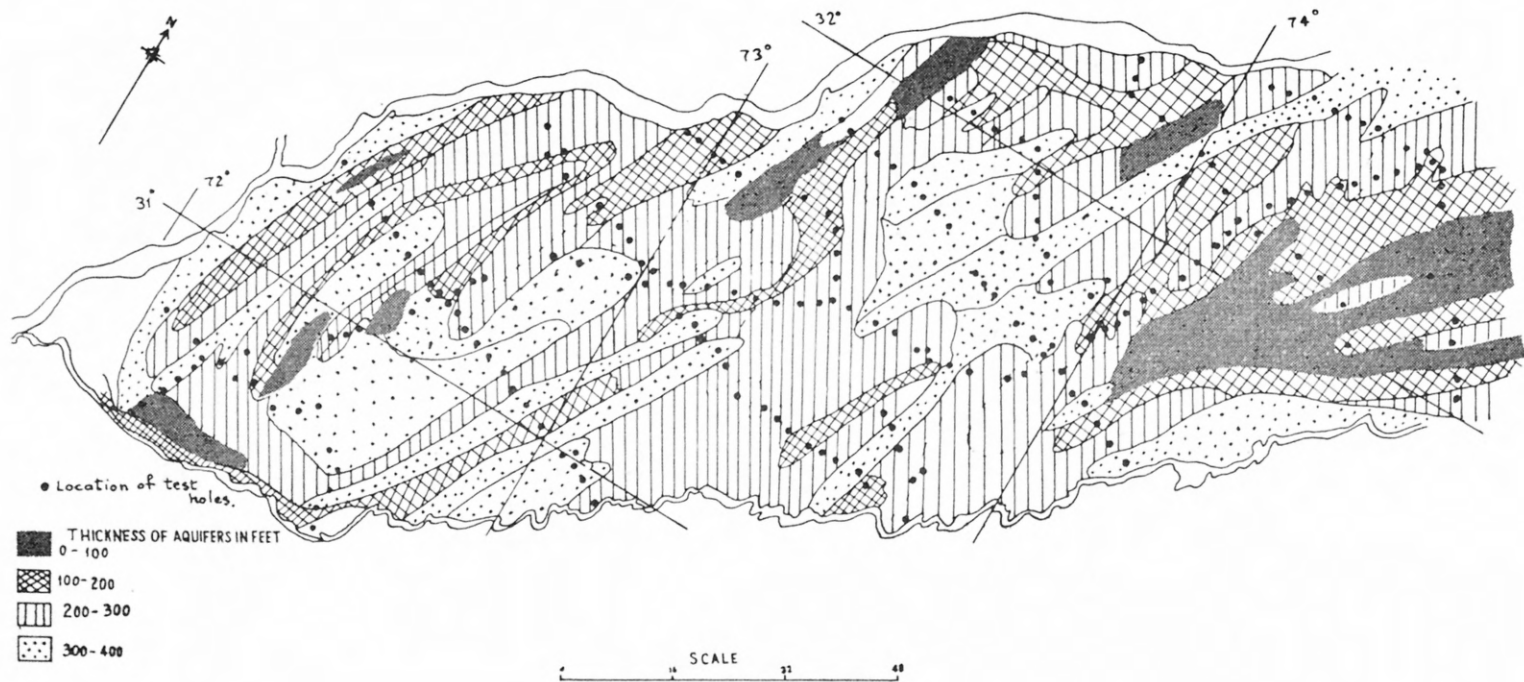 N
32°
74°
73°
72°
31°
• Location of test
holes.
THICKNESS OF AQUIFERS IN FEET
0-100
100-200
200-300
300-400
SCALE
16 32 48